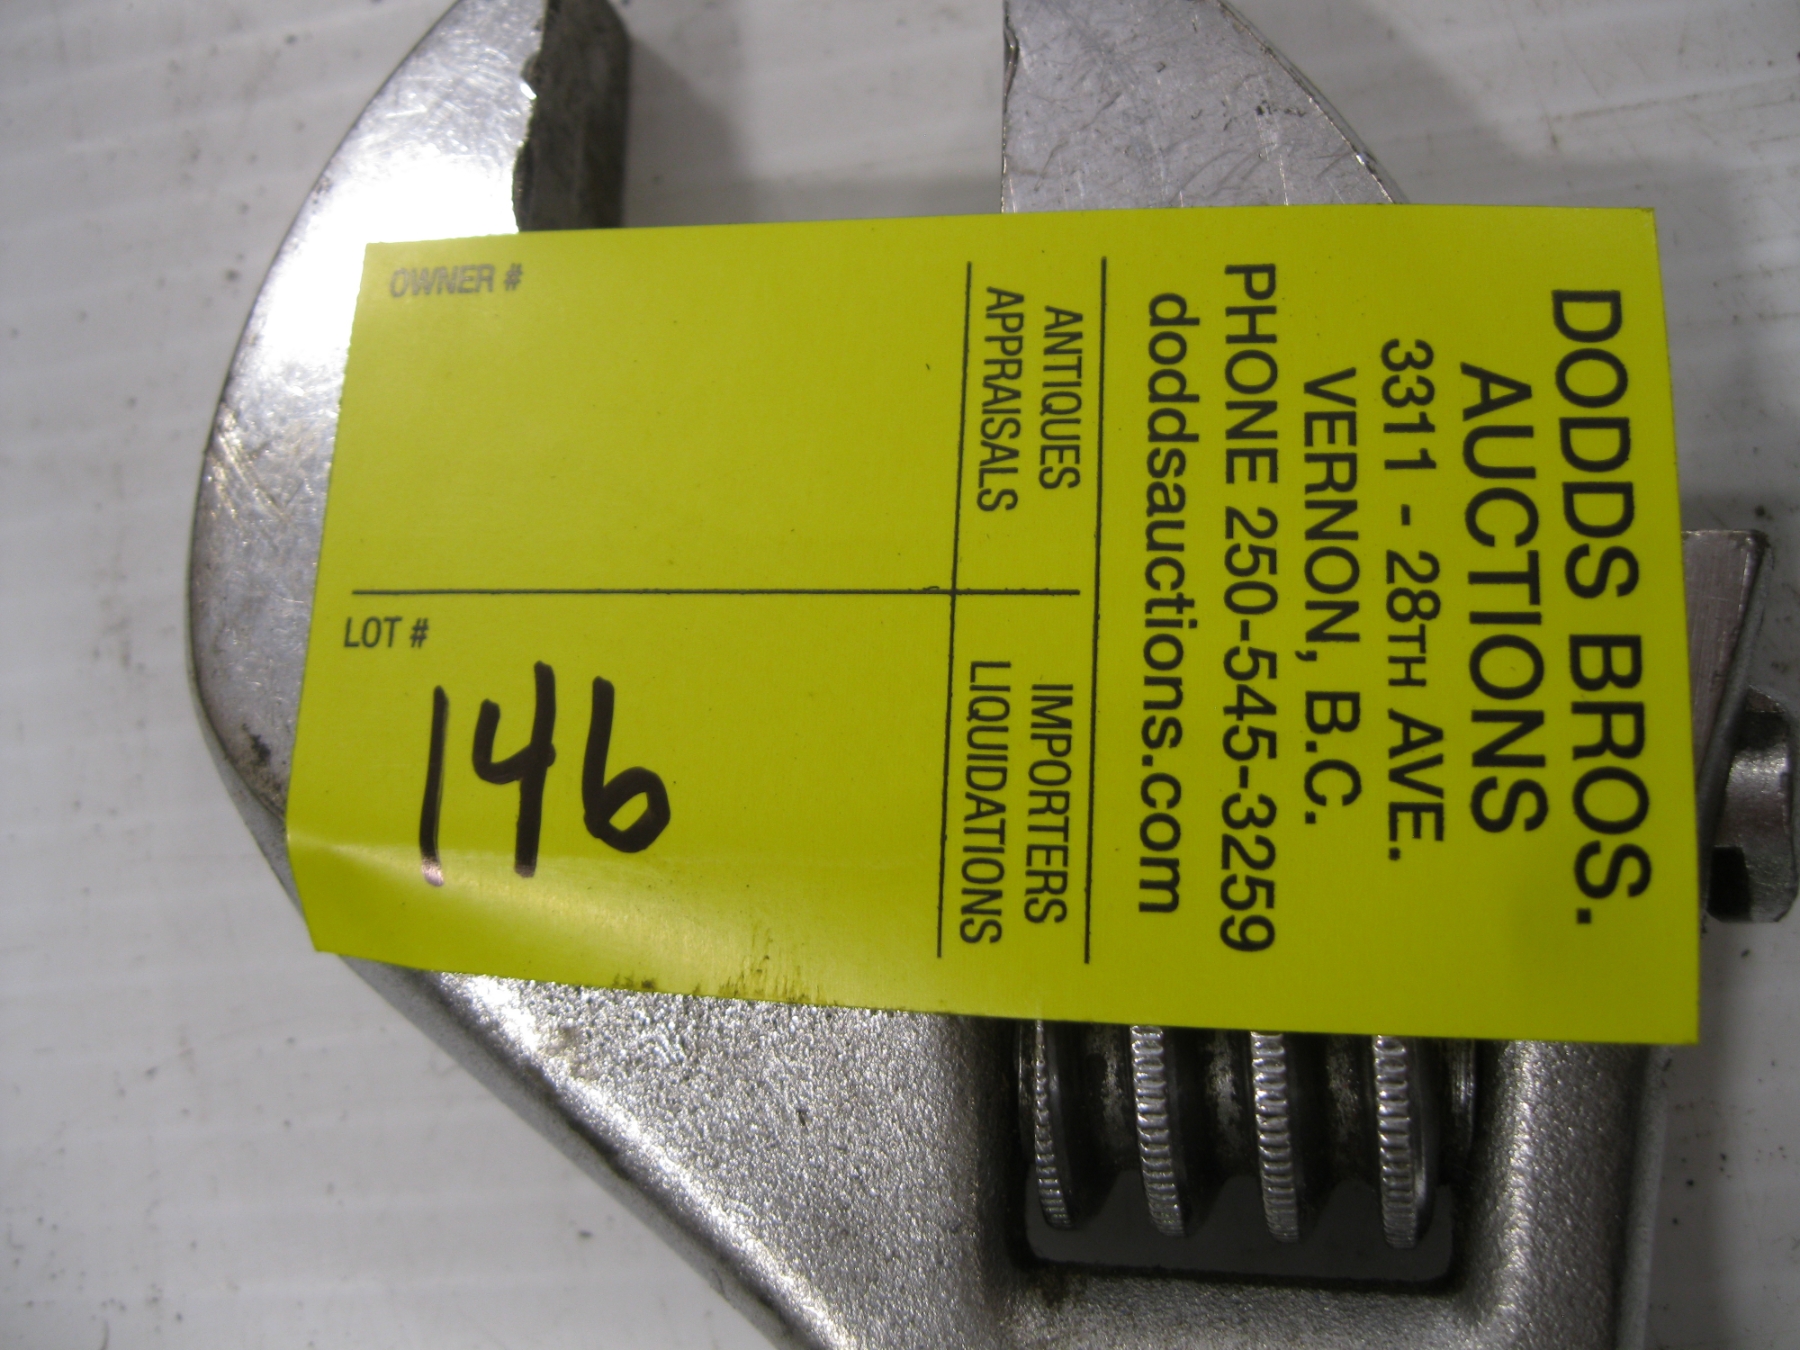 DODDS BROS.
AUCTIONS
3311 - 28TH AVE.
VERNON, B.C.
PHONE 250-545-3259
doddsauctions.com
ANTIQUES
APPRAISALS
IMPORTERS
LIQUIDATIONS
OWNER #
LOT #
146